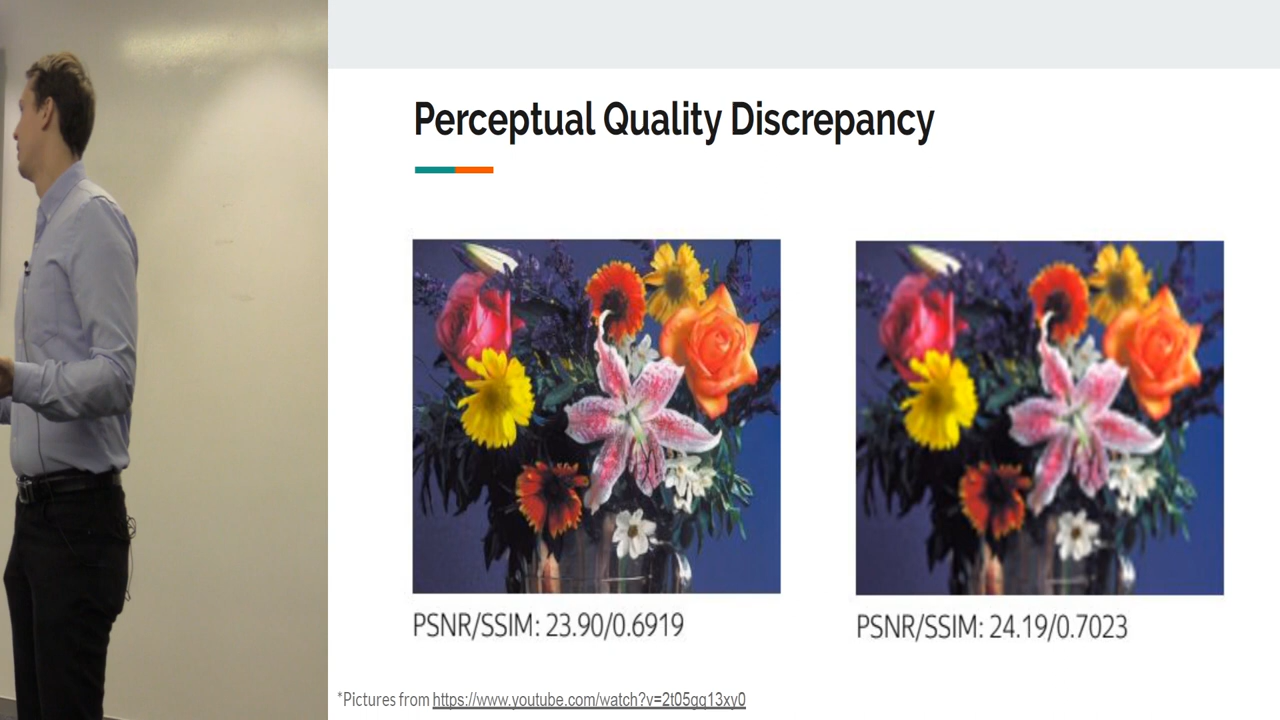 Perceptual Quality Discrepancy
PSNR/SSIM: 23.90/0.6919
PSNR/SSIM: 24.19/0.7023
*Pictures from https://www.youtube.com/watch?v=2t05gq13xy0